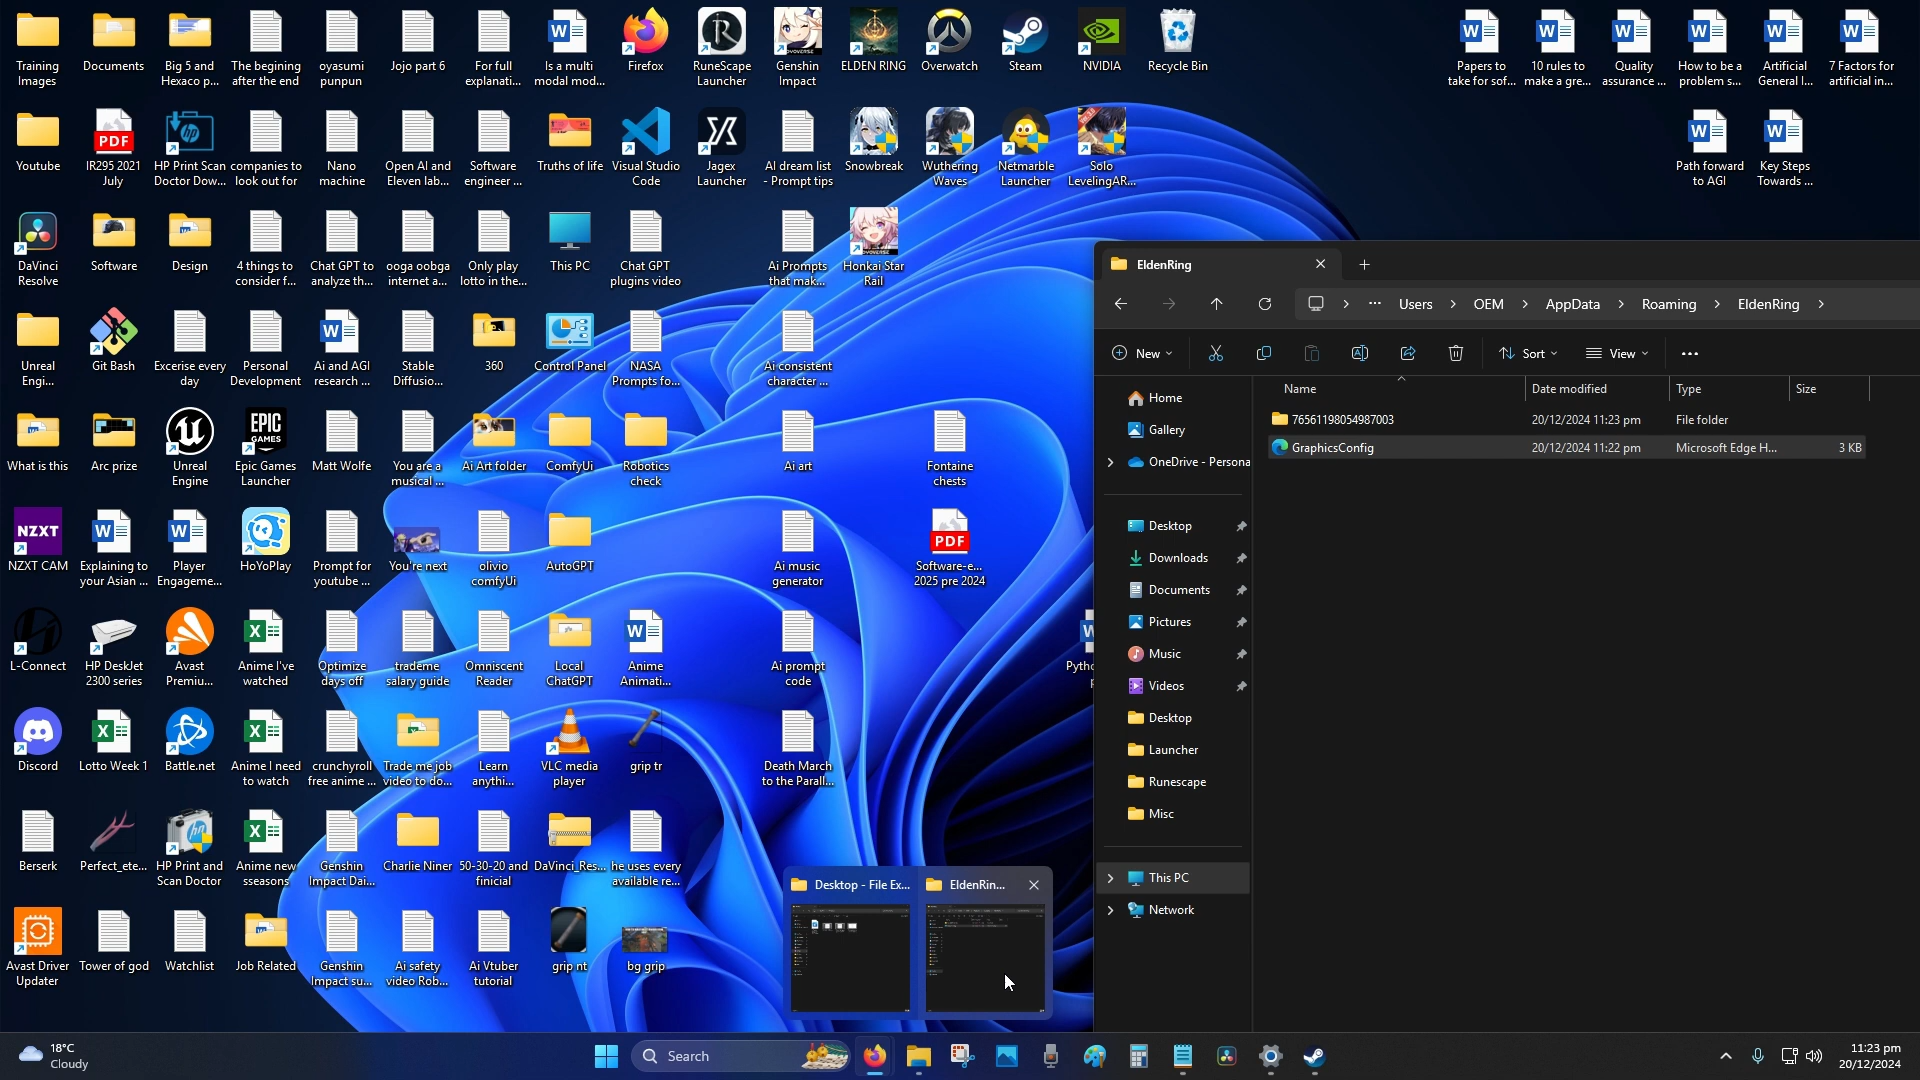 Training
Images
Documents
Big 5 and
Hexaco p...
The begining
after the end
oyasumi
punpun
Jojo part 6
For full
explanati...
Is a multi
modal mod...
Firefox
RuneScape
Launcher
Genshin
Impact
ELDEN RING
Overwatch
Steam
NVIDIA
Recycle Bin
Papers to
take for sof...
10 rules to
make a gre...
Quality
assurance ...
How to be a
problem s...
Artificial
General I...
7 Factors for
artificial in...
Youtube
IR295 2021
July
HP Print Scan
Doctor Dow...
companies to
look out for
Nano
machine
Open AI and
Eleven lab...
Software
engineer ...
Truths of life
Visual Studio
Code
Jagex
Launcher
AI dream list
- Prompt tips
Snowbreak
Wuthering
Waves
Netmarble
Launcher
Solo
LevelingAR...
Path forward
to AGI
Key Steps
Towards ...
DaVinci
Resolve
Software
Design
4 things to
consider f...
Chat GPT to
analyze th...
ooga oobga
internet a...
Only play
lotto in the...
This PC
Chat GPT
plugins video
Ai Prompts
that mak...
Honkai Star
Rail
Unreal
Engi...
Git Bash
Excerise every
day
Personal
Development
Ai and AGI
research ...
Stable
Diffusio...
360
Control Panel
NASA
Prompts fo...
Ai consistent
character ...
What is this
Arc prize
Unreal
Engine
Epic Games
Launcher
Matt Wolfe
You are a
musical ...
Ai Art folder
ComfyUi
Robotics
check
Ai art
Fontaine
chests
NZXT
NZXT CAM
Explaining to
your Asian ...
Player
Engageme...
HoYoPlay
Prompt for
youtube ...
You're next
olivio
comfyUi
AutoGPT
Ai music
generator
PDF
Software-e...
2025 pre 2024
L-Connect
HP DeskJet
2300 series
Avast
Premiu...
Anime I've
watched
Optimize
days off
trademe
salary guide
Omniscent
Reader
Local
ChatGPT
Anime
Animati...
Ai prompt
code
Pytho
Discord
Lotto Week 1
Battle.net
Anime I need
to watch
crunchyroll
free anime ...
Trade me job
video to do...
Learn
anythi...
VLC media
player
grip tr
Death March
to the Parall...
Berserk
Perfect_ete...
HP Print and
Scan Doctor
Anime new
sseasons
Genshin
Impact Dai...
Charlie Niner
50-30-20 and
finicial
DaVinci_Res...
he uses every
available re...
Avast Driver
Updater
Tower of god
Watchlist
Job Related
Genshin
Impact su...
Ai safety
video Rob...
Ai Vtuber
tutorial
grip nt
bg grip
EldenRing
Users
OEM
AppData
Roaming
EldenRing
New
Sort
View
Name
Date modified
Type
Size
76561198054987003
20/12/2024 11:23 pm
File folder
GraphicsConfig
20/12/2024 11:22 pm
Microsoft Edge H...
3 KB
Home
Gallery
OneDrive - Persona
Desktop
Downloads
Documents
Pictures
Music
Videos
Desktop
Launcher
Runescape
Misc
This PC
Network
Desktop - File Ex...
EldenRin...
18°C
Cloudy
Search
11:23 pm
20/12/2024